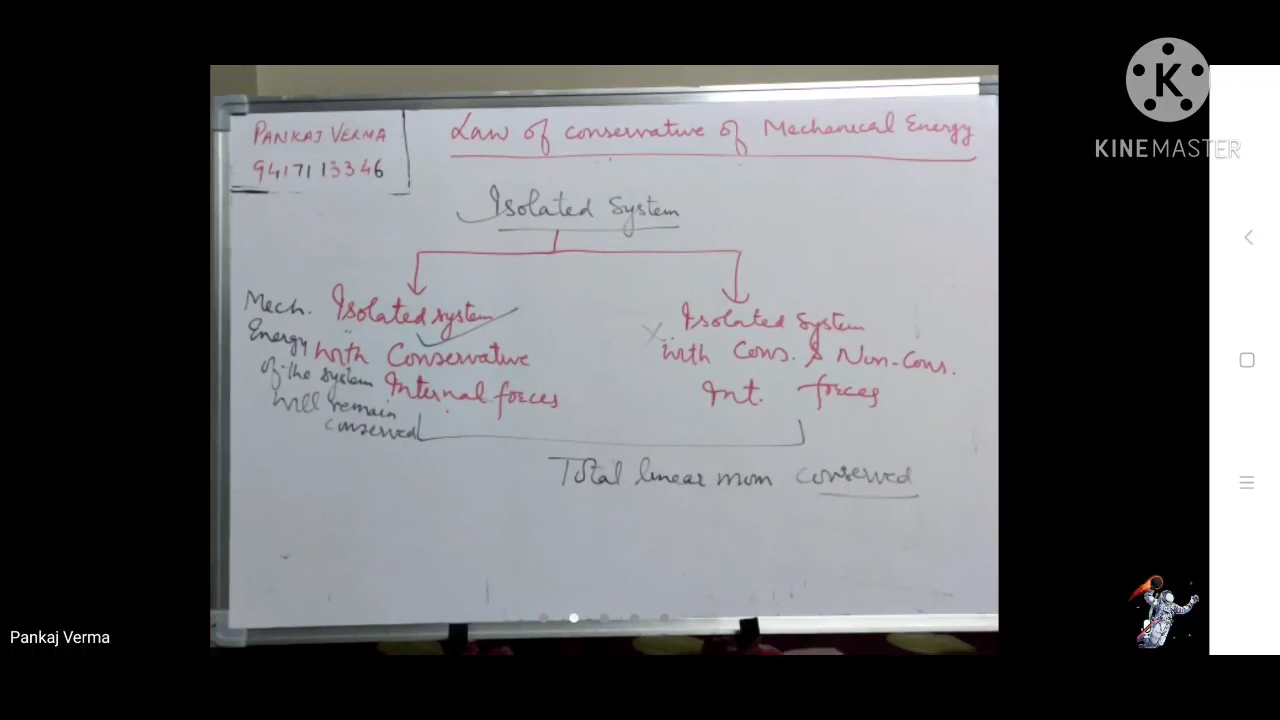 PANKAJ VERMA
9417113346
Law of conservative of Mechanical Energy
Isolated System
Mech.
Energy
of the system
will remain
conserved
Isolated system
with Conservative
Internal forces
Isolated System
with Cons. & Non-Cons.
Int. forces
Total linear mom conserved
K
KINEMASTER
Pankaj Verma